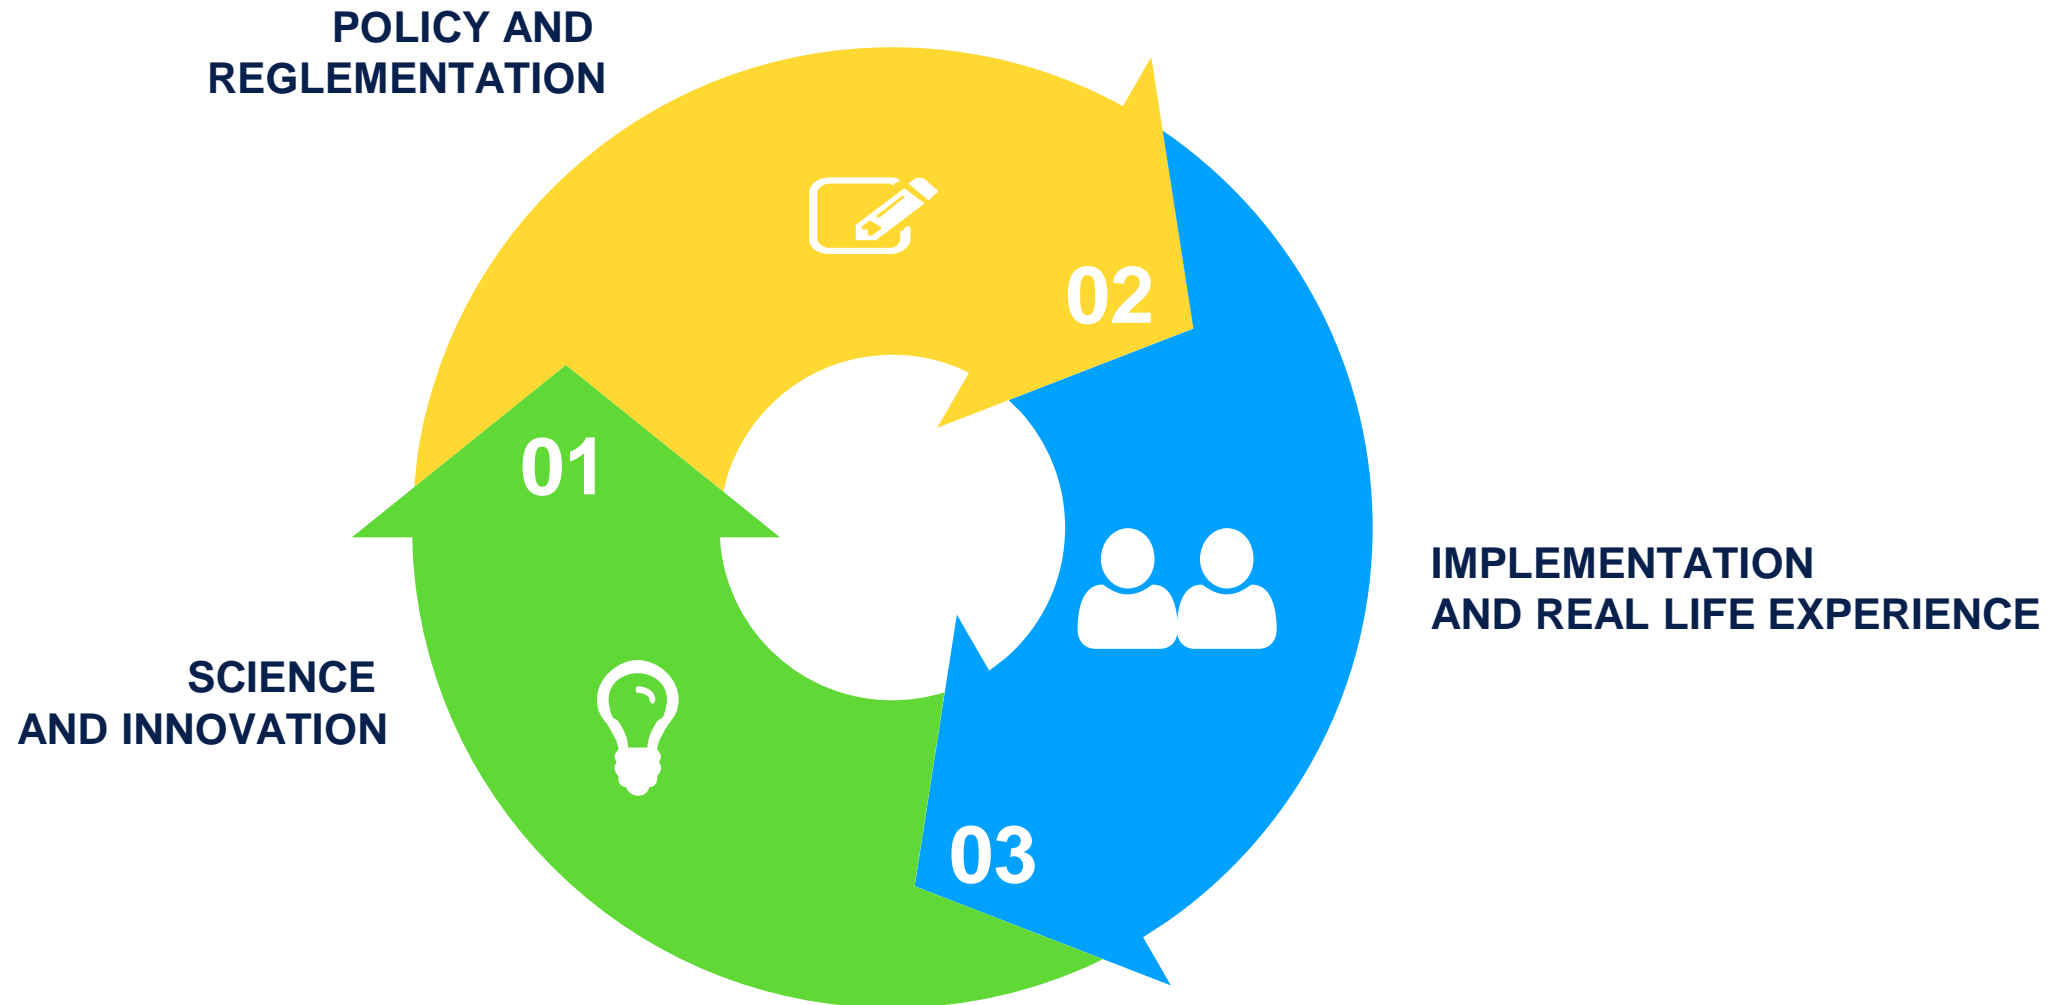 POLICY AND
REGLEMENTATION
02
01
IMPLEMENTATION
AND REAL LIFE EXPERIENCE
SCIENCE
AND INNOVATION
03